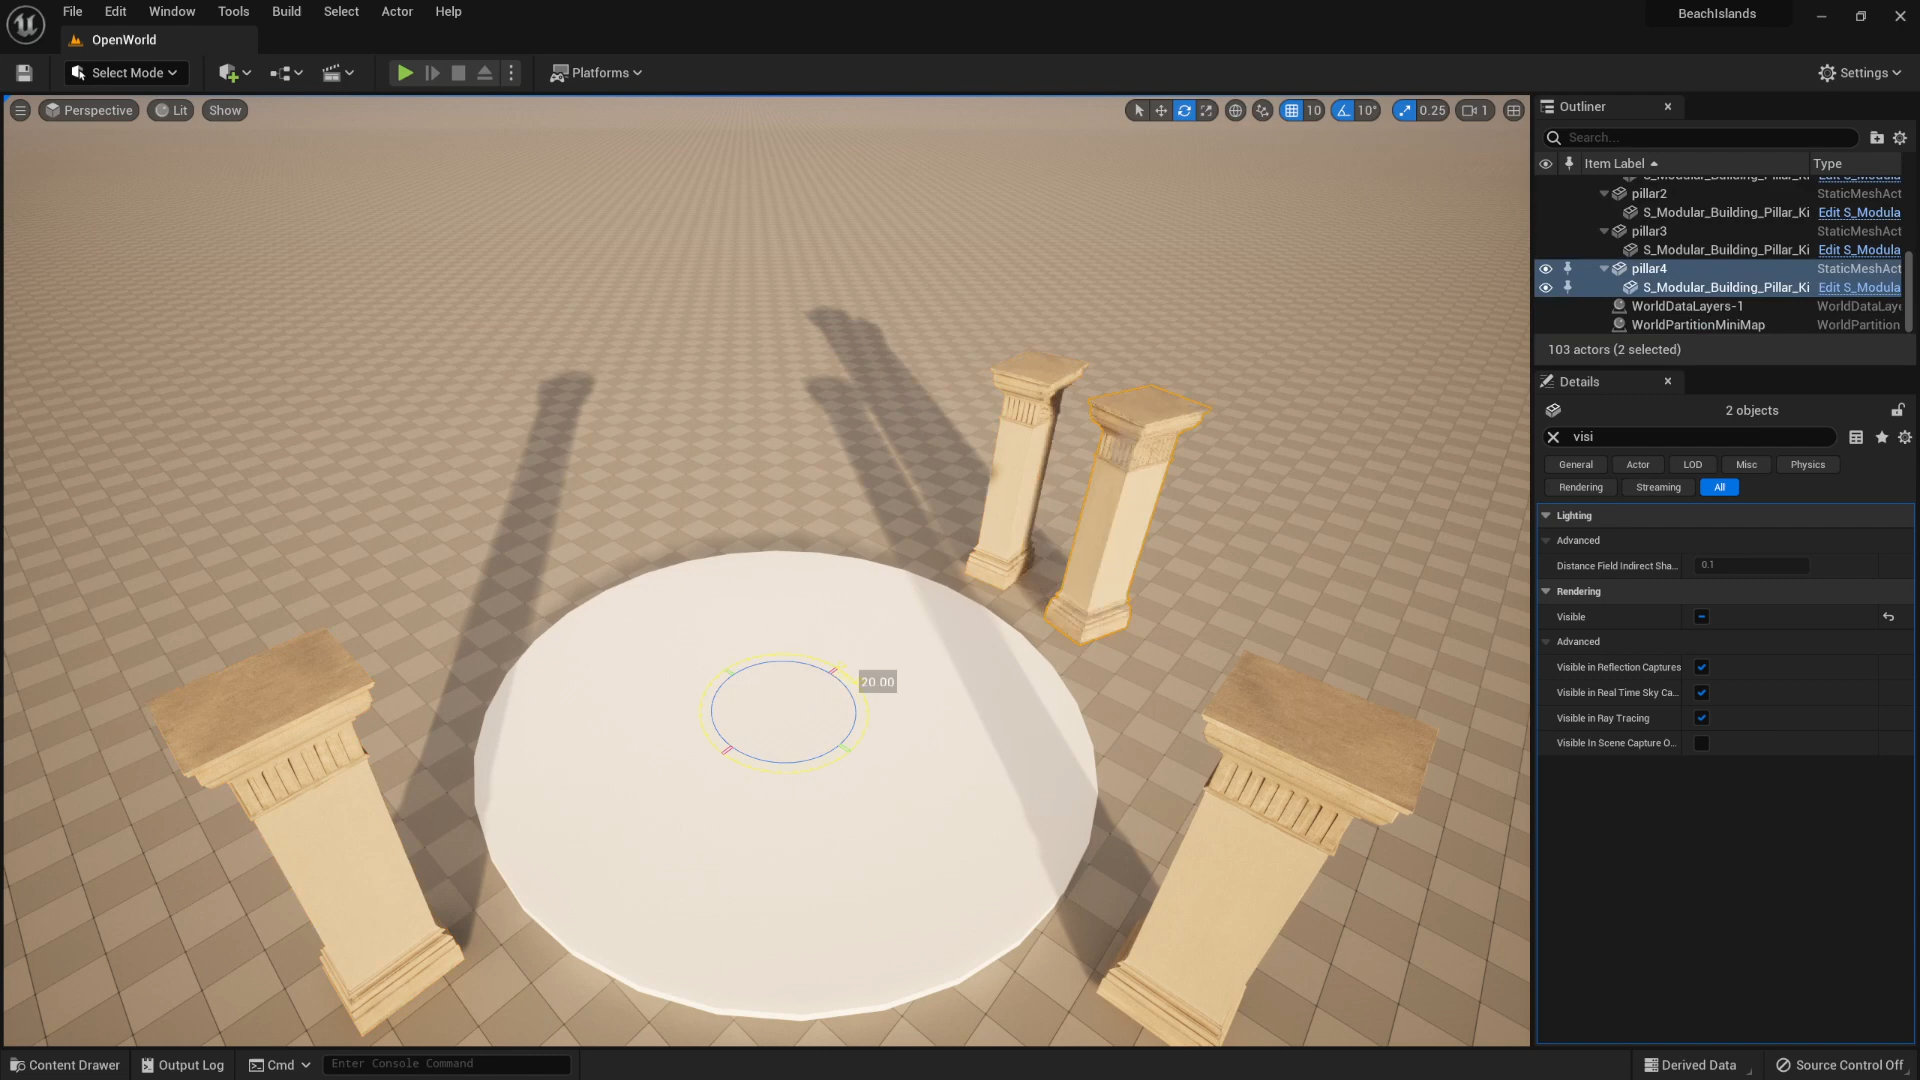 File Edit Window Tools Build Select Actor Help
BeachIslands
OpenWorld
Select Mode
Platforms
Settings
Perspective Lit Show
10 10° 0.25 1
Outliner
Search...
Item Label Type
S_Modular_Building_Pillar_Ki Edit S_Modula
pillar2 StaticMeshAct
S_Modular_Building_Pillar_Ki Edit S_Modula
pillar3 StaticMeshAct
S_Modular_Building_Pillar_Ki Edit S_Modula
pillar4 StaticMeshAct
S_Modular_Building_Pillar_Ki Edit S_Modula
WorldDataLayers-1 WorldDataLaye
WorldPartitionMiniMap WorldPartition
103 actors (2 selected)
Details
2 objects
visi
General Actor LOD Misc Physics
Rendering Streaming All
Lighting
Advanced
Distance Field Indirect Sha... 0.1
Rendering
Visible
Advanced
Visible in Reflection Captures
Visible in Real Time Sky Ca...
Visible in Ray Tracing
Visible In Scene Capture O...
20.00
Content Drawer Output Log Cmd Enter Console Command
Derived Data Source Control Off